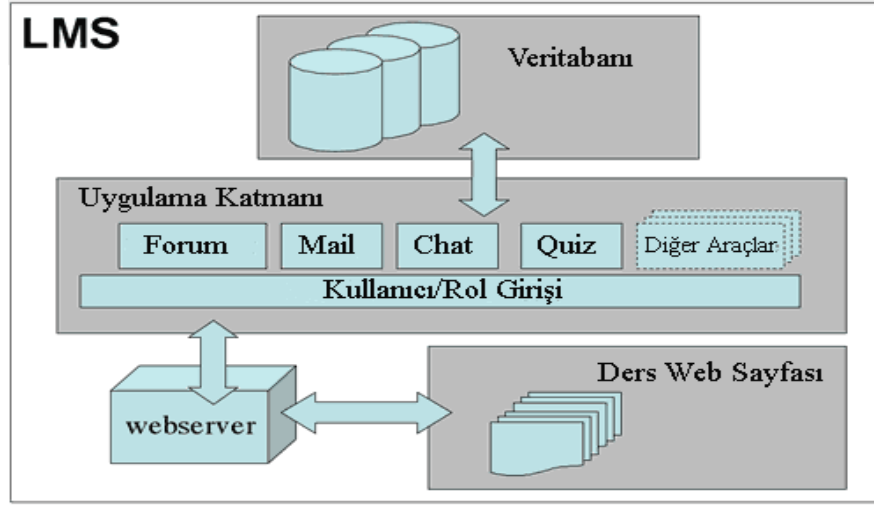 LMS
Veritabanı
Uygulama Katmanı
Forum
Mail
Chat
Quiz
Diğer Araçlar
Kullanıcı/Rol Girişi
webserver
Ders Web Sayfası